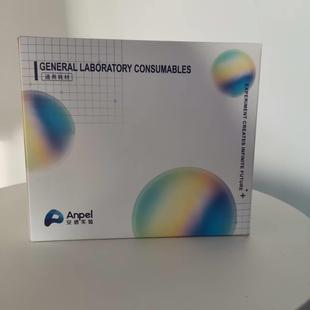 GENERAL LABORATORY CONSUMABLES
通用耗材
EXPERIMENT CREATES INFINITE FUTURE
Anpel
安谱实验